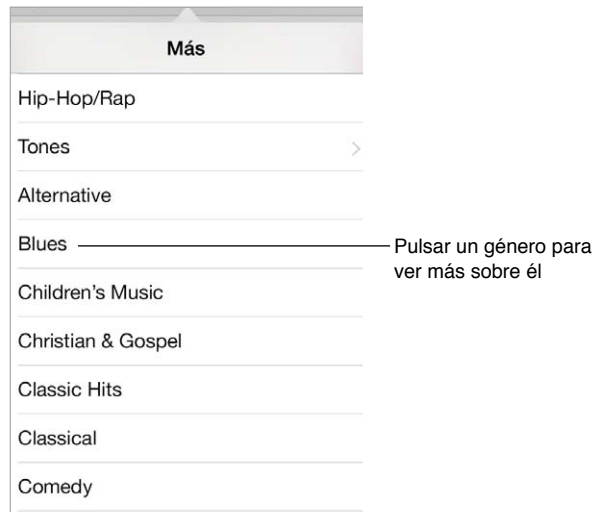 Más
Hip-Hop/Rap
Tones
Alternative
Blues
Pulsar un género para
ver más sobre él
Children's Music
Christian & Gospel
Classic Hits
Classical
Comedy